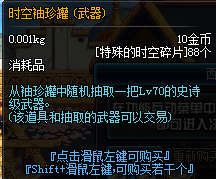 时空袖珍罐 (武器)
0.001kg
10金币
[特殊的时空碎片]88个
消耗品
从袖珍罐中随机抽取一把Lv70的史诗
级武器。
(该道具和抽取的武器可以交易)
『点击滑鼠左键可购买』
『Shift+滑鼠左键可购买若干个』